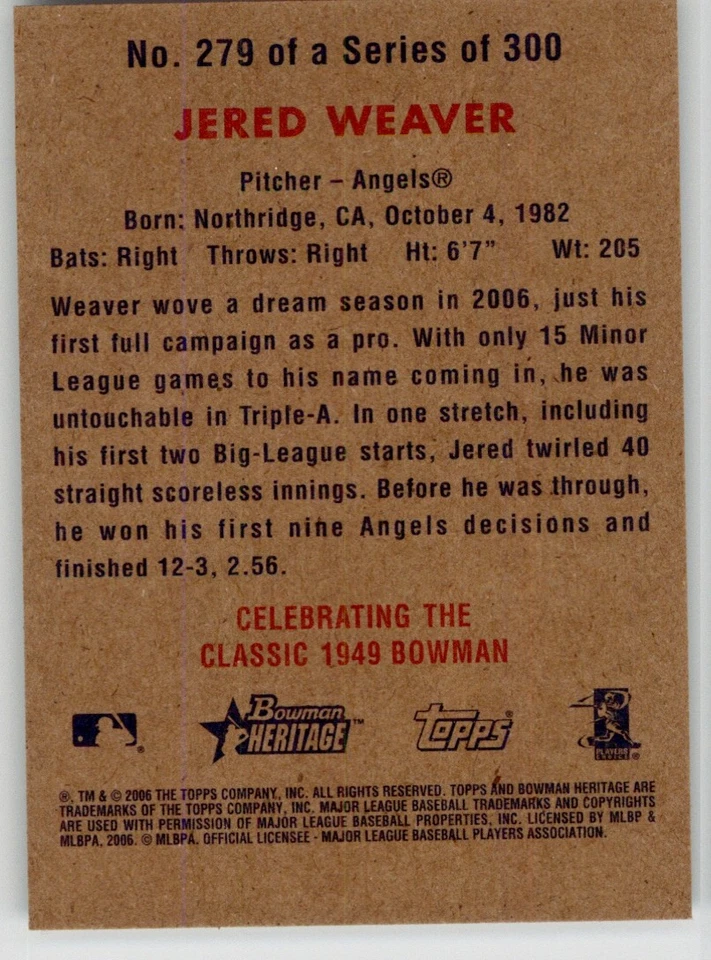 No. 279 of a Series of 300
JERED WEAVER
Pitcher – Angels®
Born: Northridge, CA, October 4, 1982
Bats: Right Throws: Right Ht: 6'7" Wt: 205
Weaver wove a dream season in 2006, just his
first full campaign as a pro. With only 15 Minor
League games to his name coming in, he was
untouchable in Triple-A. In one stretch, including
his first two Big-League starts, Jered twirled 40
straight scoreless innings. Before he was through,
he won his first nine Angels decisions and
finished 12-3, 2.56.
CELEBRATING THE
CLASSIC 1949 BOWMAN
Bowman HERITAGE™
Topps®
PLAYERS CHOICE®
®, TM & © 2006 THE TOPPS COMPANY, INC. ALL RIGHTS RESERVED. TOPPS AND BOWMAN HERITAGE ARE
TRADEMARKS OF THE TOPPS COMPANY, INC. MAJOR LEAGUE BASEBALL TRADEMARKS AND COPYRIGHTS
ARE USED WITH PERMISSION OF MAJOR LEAGUE BASEBALL PROPERTIES, INC. LICENSED BY MLBP &
MLBPA, 2006. © MLBPA. OFFICIAL LICENSEE - MAJOR LEAGUE BASEBALL PLAYERS ASSOCIATION.